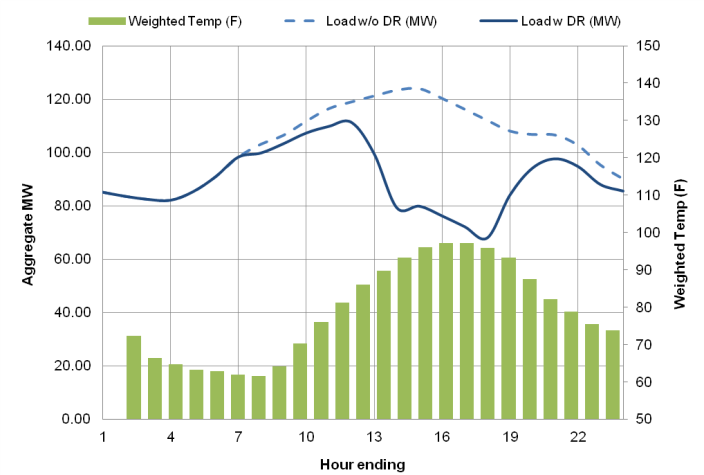 Weighted Temp (F) Load w/o DR (MW) Load w DR (MW)
140.00 150
120.00 140
100.00 130
80.00 120
60.00 110
40.00 100
20.00 90
0.00 80
70
60
50
Aggregate MW
Weighted Temp (F)
1 4 7 10 13 16 19 22
Hour ending